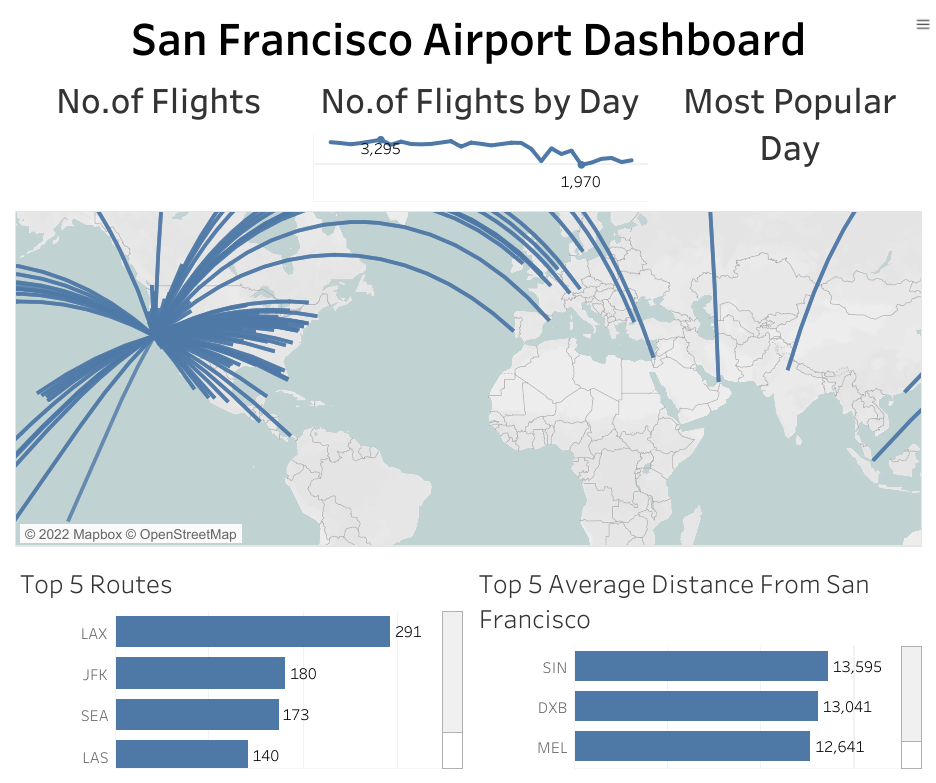 San Francisco Airport Dashboard
No.of Flights
No.of Flights by Day
Most Popular
Day
3,295
1,970
© 2022 Mapbox © OpenStreetMap
Top 5 Routes
LAX 291
JFK 180
SEA 173
LAS 140
Top 5 Average Distance From San
Francisco
SIN 13,595
DXB 13,041
MEL 12,641